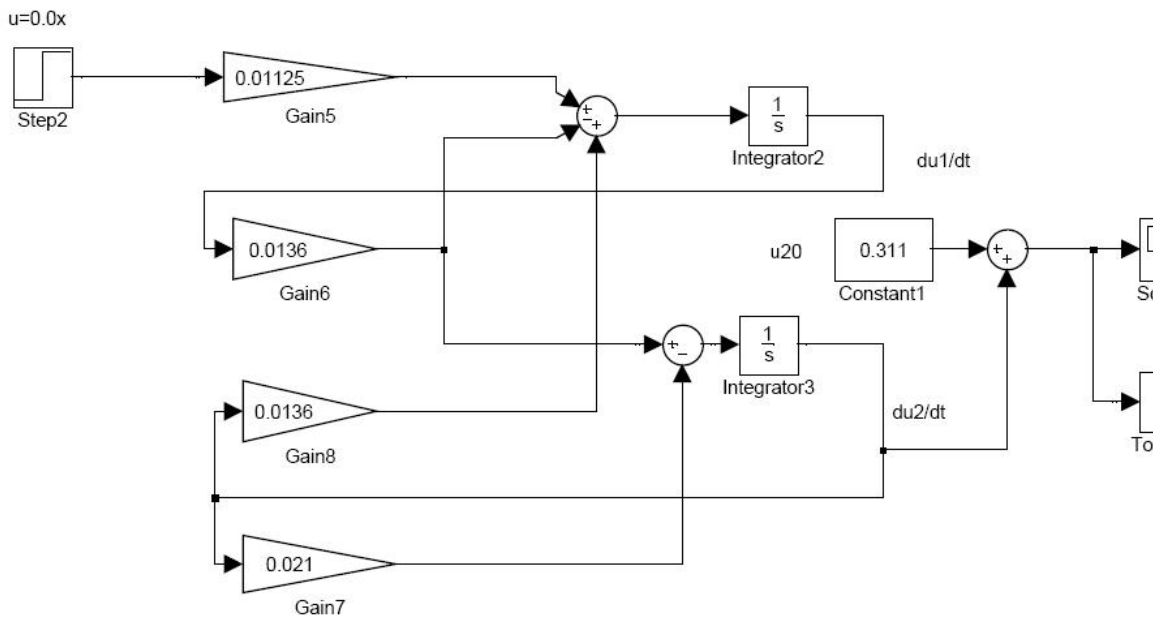 u=0.0x
Step2
0.01125
Gain5
+
−
+
1
s
Integrator2
du1/dt
0.0136
Gain6
u20
0.311
Constant1
+
+
+
−
1
s
Integrator3
du2/dt
0.0136
Gain8
0.021
Gain7